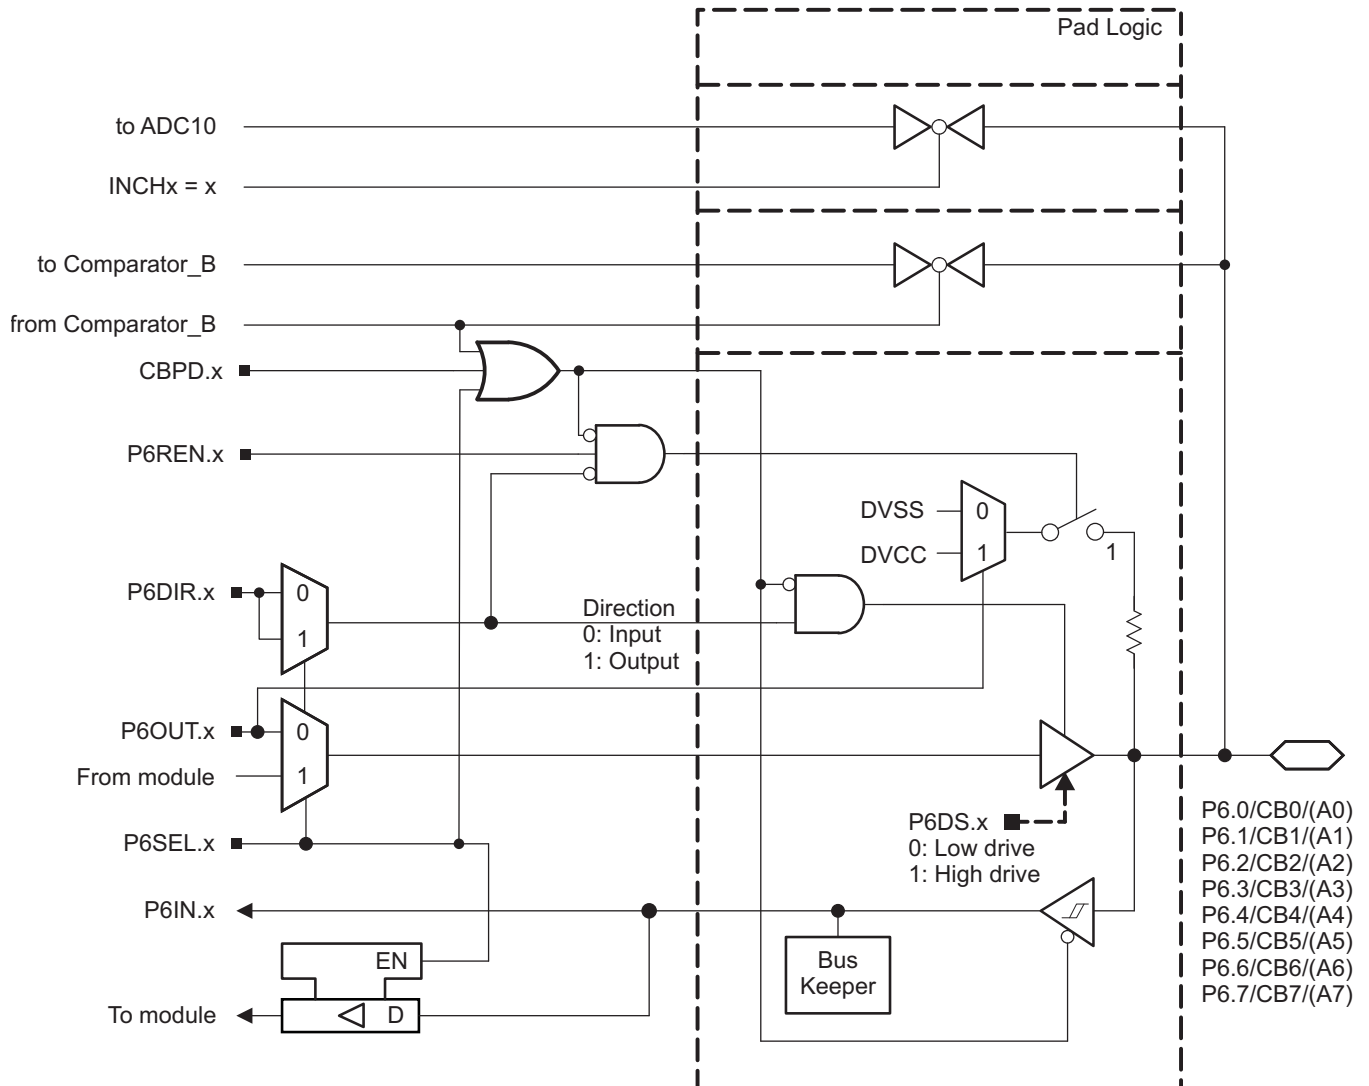 Pad Logic
to ADC10
INCHx = x
to Comparator_B
from Comparator_B
CBPD.x
P6REN.x
DVSS
0
DVCC
1
1
P6DIR.x
0
1
Direction
0: Input
1: Output
P6OUT.x
0
From module
1
P6DS.x
0: Low drive
1: High drive
P6SEL.x
P6IN.x
EN
D
To module
Bus
Keeper
P6.0/CB0/(A0)
P6.1/CB1/(A1)
P6.2/CB2/(A2)
P6.3/CB3/(A3)
P6.4/CB4/(A4)
P6.5/CB5/(A5)
P6.6/CB6/(A6)
P6.7/CB7/(A7)